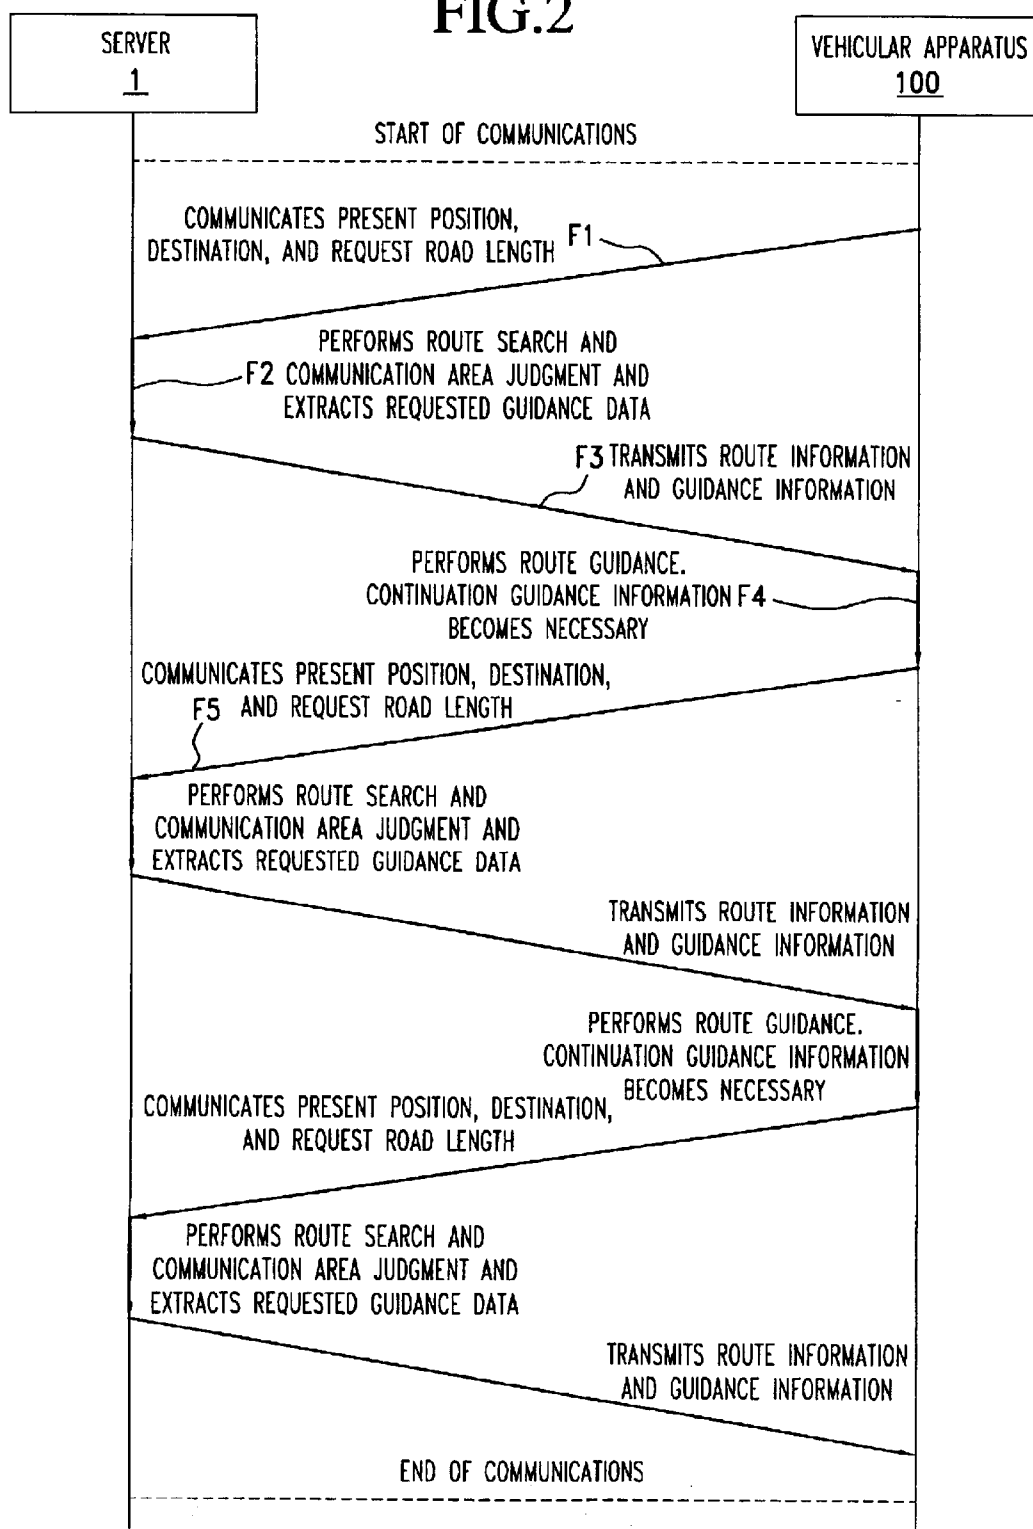 FIG.2
SERVER
1
VEHICULAR APPARATUS
100
START OF COMMUNICATIONS
COMMUNICATES PRESENT POSITION,
DESTINATION, AND REQUEST ROAD LENGTH
F1
PERFORMS ROUTE SEARCH AND
F2 COMMUNICATION AREA JUDGMENT AND
EXTRACTS REQUESTED GUIDANCE DATA
F3 TRANSMITS ROUTE INFORMATION
AND GUIDANCE INFORMATION
PERFORMS ROUTE GUIDANCE.
CONTINUATION GUIDANCE INFORMATION F4
BECOMES NECESSARY
COMMUNICATES PRESENT POSITION, DESTINATION,
F5 AND REQUEST ROAD LENGTH
PERFORMS ROUTE SEARCH AND
COMMUNICATION AREA JUDGMENT AND
EXTRACTS REQUESTED GUIDANCE DATA
TRANSMITS ROUTE INFORMATION
AND GUIDANCE INFORMATION
PERFORMS ROUTE GUIDANCE.
CONTINUATION GUIDANCE INFORMATION
BECOMES NECESSARY
COMMUNICATES PRESENT POSITION, DESTINATION,
AND REQUEST ROAD LENGTH
PERFORMS ROUTE SEARCH AND
COMMUNICATION AREA JUDGMENT AND
EXTRACTS REQUESTED GUIDANCE DATA
TRANSMITS ROUTE INFORMATION
AND GUIDANCE INFORMATION
END OF COMMUNICATIONS